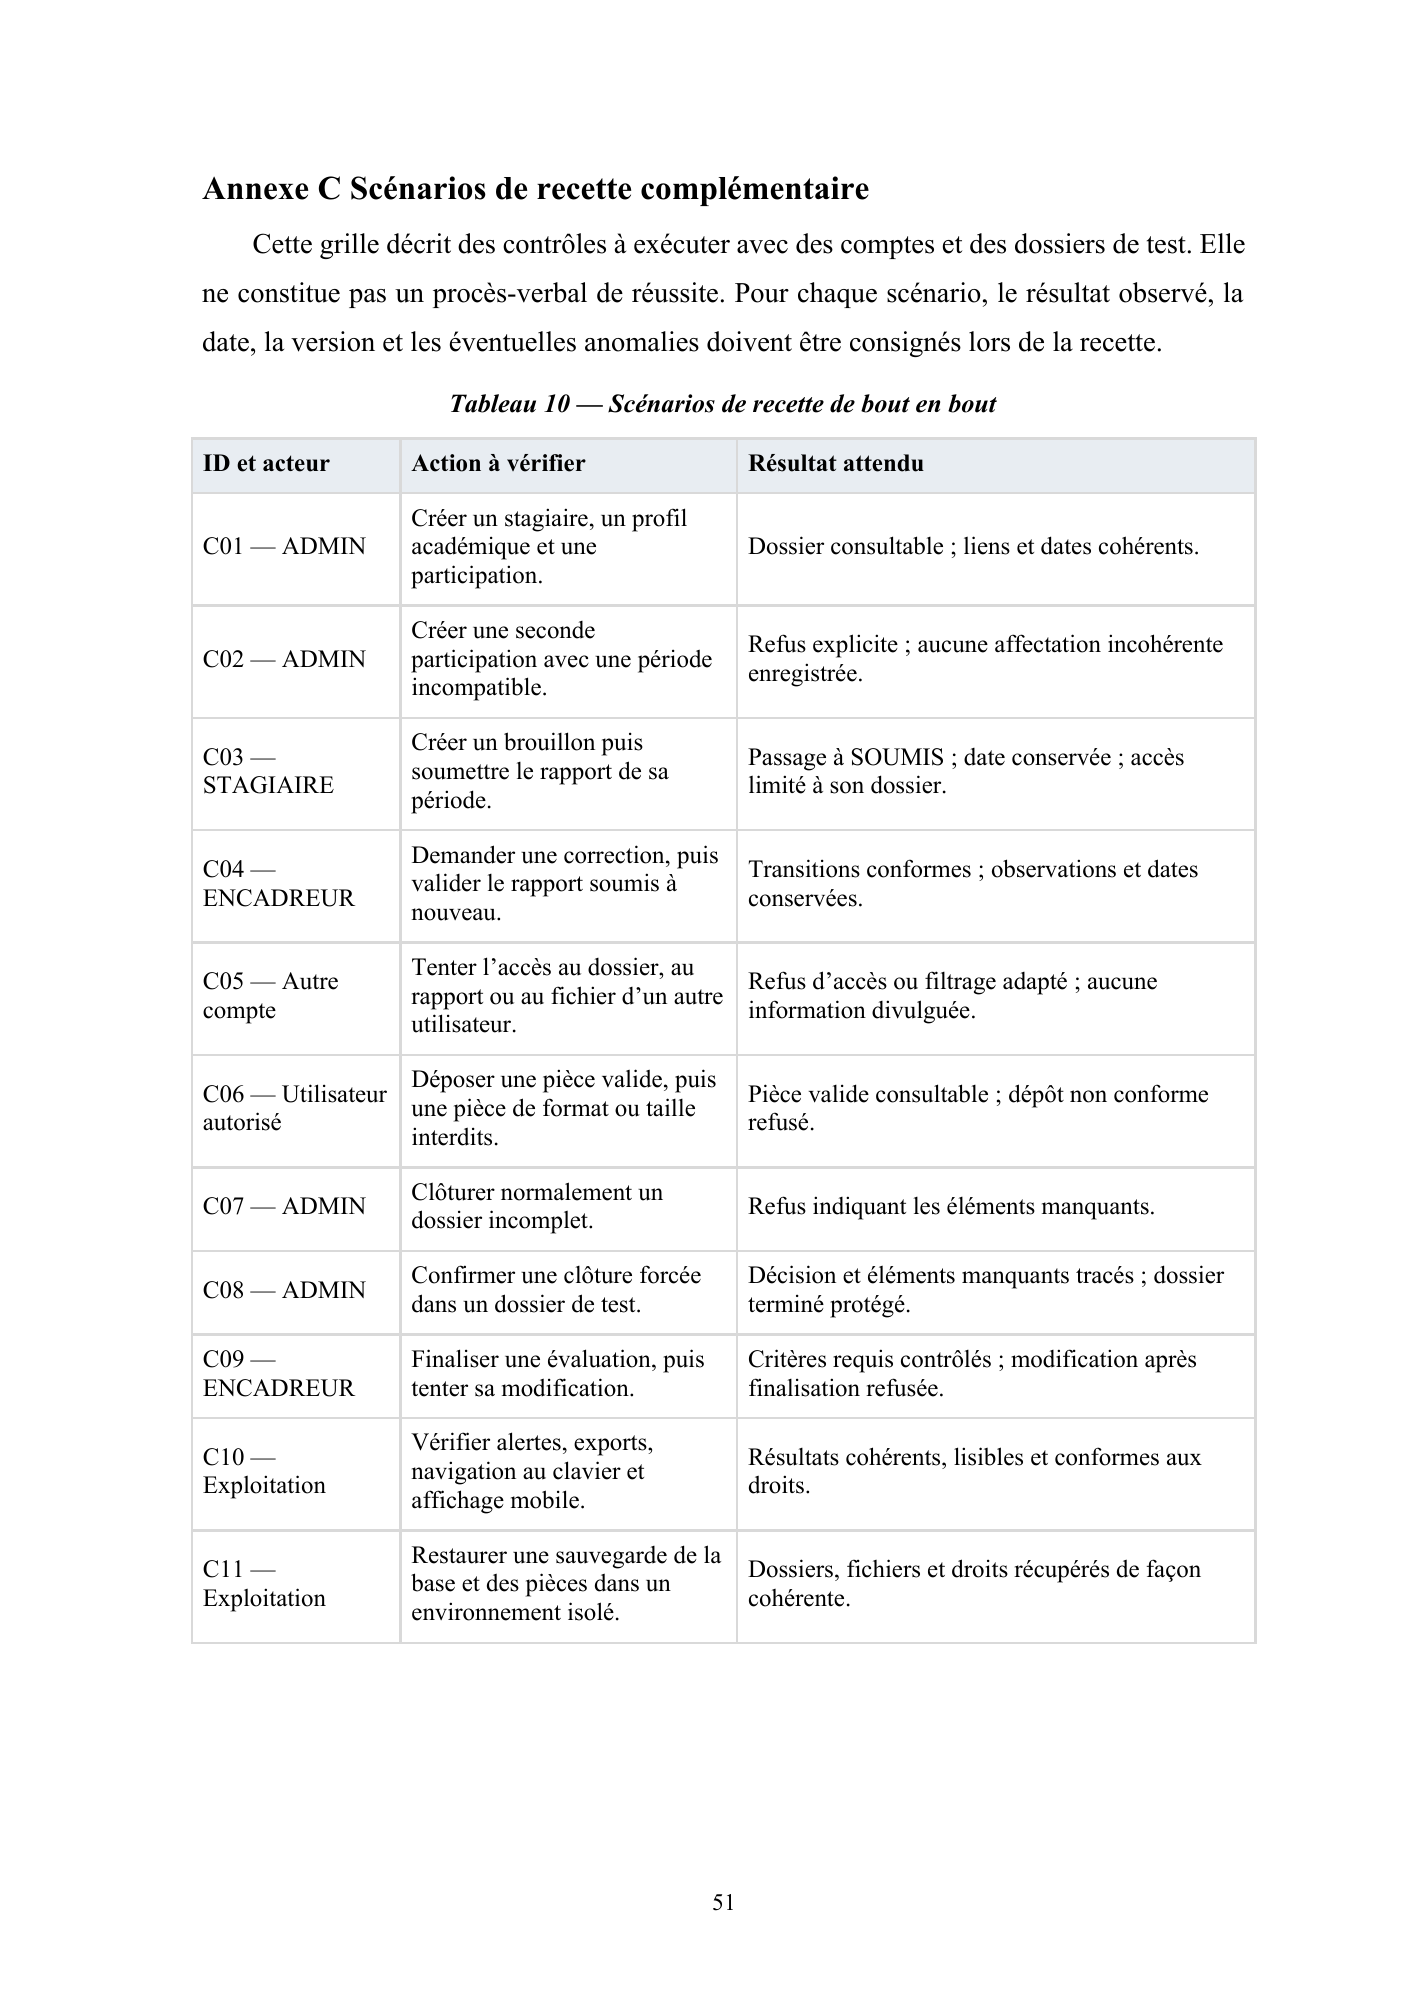 Annexe C Scénarios de recette complémentaire
Cette grille décrit des contrôles à exécuter avec des comptes et des dossiers de test. Elle
ne constitue pas un procès-verbal de réussite. Pour chaque scénario, le résultat observé, la
date, la version et les éventuelles anomalies doivent être consignés lors de la recette.
Tableau 10 — Scénarios de recette de bout en bout
ID et acteur
Action à vérifier
Résultat attendu
C01 — ADMIN
Créer un stagiaire, un profil
académique et une
participation.
Dossier consultable ; liens et dates cohérents.
C02 — ADMIN
Créer une seconde
participation avec une période
incompatible.
Refus explicite ; aucune affectation incohérente
enregistrée.
C03 —
STAGIAIRE
Créer un brouillon puis
soumettre le rapport de sa
période.
Passage à SOUMIS ; date conservée ; accès
limité à son dossier.
C04 —
ENCADREUR
Demander une correction, puis
valider le rapport soumis à
nouveau.
Transitions conformes ; observations et dates
conservées.
C05 — Autre
compte
Tenter l’accès au dossier, au
rapport ou au fichier d’un autre
utilisateur.
Refus d’accès ou filtrage adapté ; aucune
information divulguée.
C06 — Utilisateur
autorisé
Déposer une pièce valide, puis
une pièce de format ou taille
interdits.
Pièce valide consultable ; dépôt non conforme
refusé.
C07 — ADMIN
Clôturer normalement un
dossier incomplet.
Refus indiquant les éléments manquants.
C08 — ADMIN
Confirmer une clôture forcée
dans un dossier de test.
Décision et éléments manquants tracés ; dossier
terminé protégé.
C09 —
ENCADREUR
Finaliser une évaluation, puis
tenter sa modification.
Critères requis contrôlés ; modification après
finalisation refusée.
C10 —
Exploitation
Vérifier alertes, exports,
navigation au clavier et
affichage mobile.
Résultats cohérents, lisibles et conformes aux
droits.
C11 —
Exploitation
Restaurer une sauvegarde de la
base et des pièces dans un
environnement isolé.
Dossiers, fichiers et droits récupérés de façon
cohérente.
51